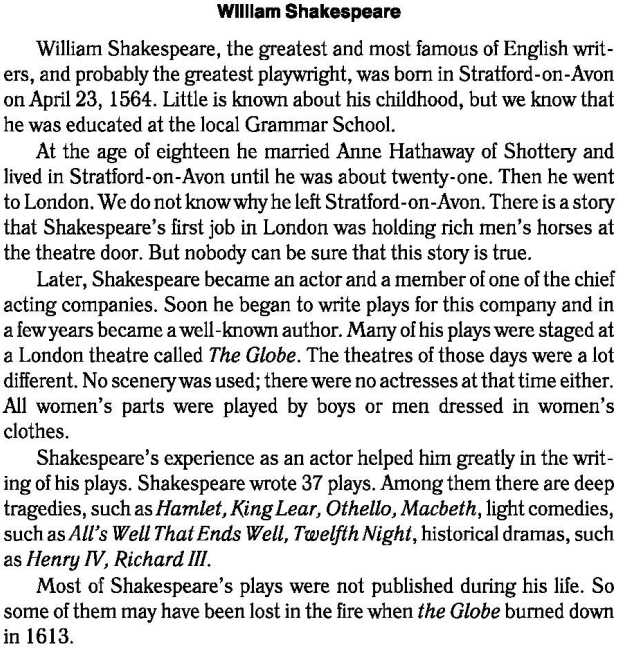 William Shakespeare
William Shakespeare, the greatest and most famous of English writ-
ers, and probably the greatest playwright, was born in Stratford-on-Avon
on April 23, 1564. Little is known about his childhood, but we know that
he was educated at the local Grammar School.
At the age of eighteen he married Anne Hathaway of Shottery and
lived in Stratford-on-Avon until he was about twenty-one. Then he went
to London. We do not know why he left Stratford-on-Avon. There is a story
that Shakespeare's first job in London was holding rich men's horses at
the theatre door. But nobody can be sure that this story is true.
Later, Shakespeare became an actor and a member of one of the chief
acting companies. Soon he began to write plays for this company and in
a few years became a well-known author. Many of his plays were staged at
a London theatre called The Globe. The theatres of those days were a lot
different. No scenery was used; there were no actresses at that time either.
All women's parts were played by boys or men dressed in women's
clothes.
Shakespeare's experience as an actor helped him greatly in the writ-
ing of his plays. Shakespeare wrote 37 plays. Among them there are deep
tragedies, such as Hamlet, King Lear, Othello, Macbeth, light comedies,
such as All's Well That Ends Well, Twelfth Night, historical dramas, such
as Henry IV, Richard III.
Most of Shakespeare's plays were not published during his life. So
some of them may have been lost in the fire when the Globe burned down
in 1613.